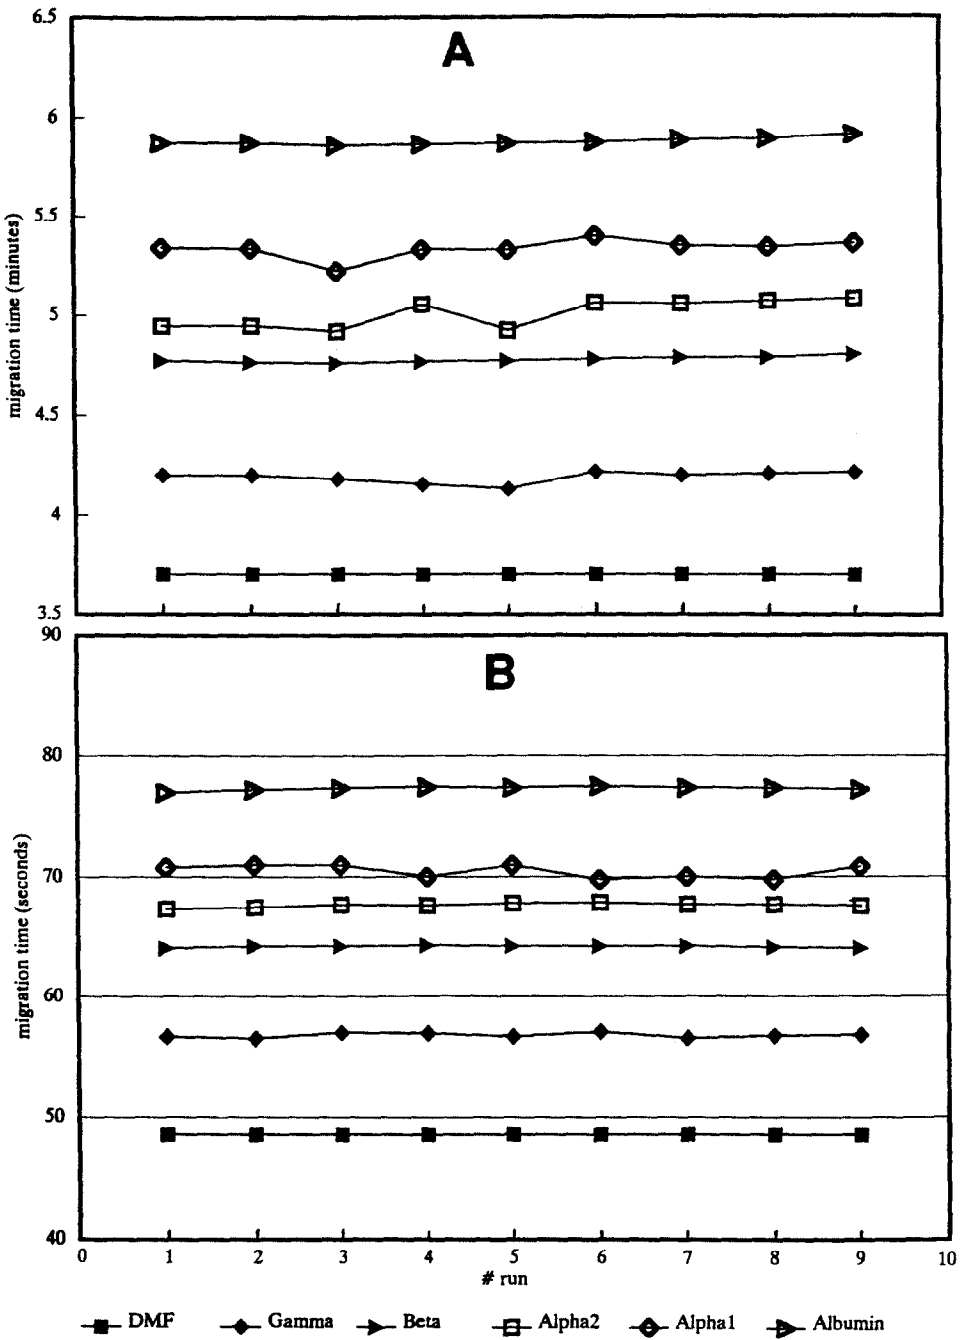 A
6.5
6
5.5
5
4.5
4
3.5
migration time (minutes)
B
90
80
70
60
50
40
migration time (seconds)
0 1 2 3 4 5 6 7 8 9 10
# run
DMF Gamma Beta Alpha2 Alpha1 Albumin